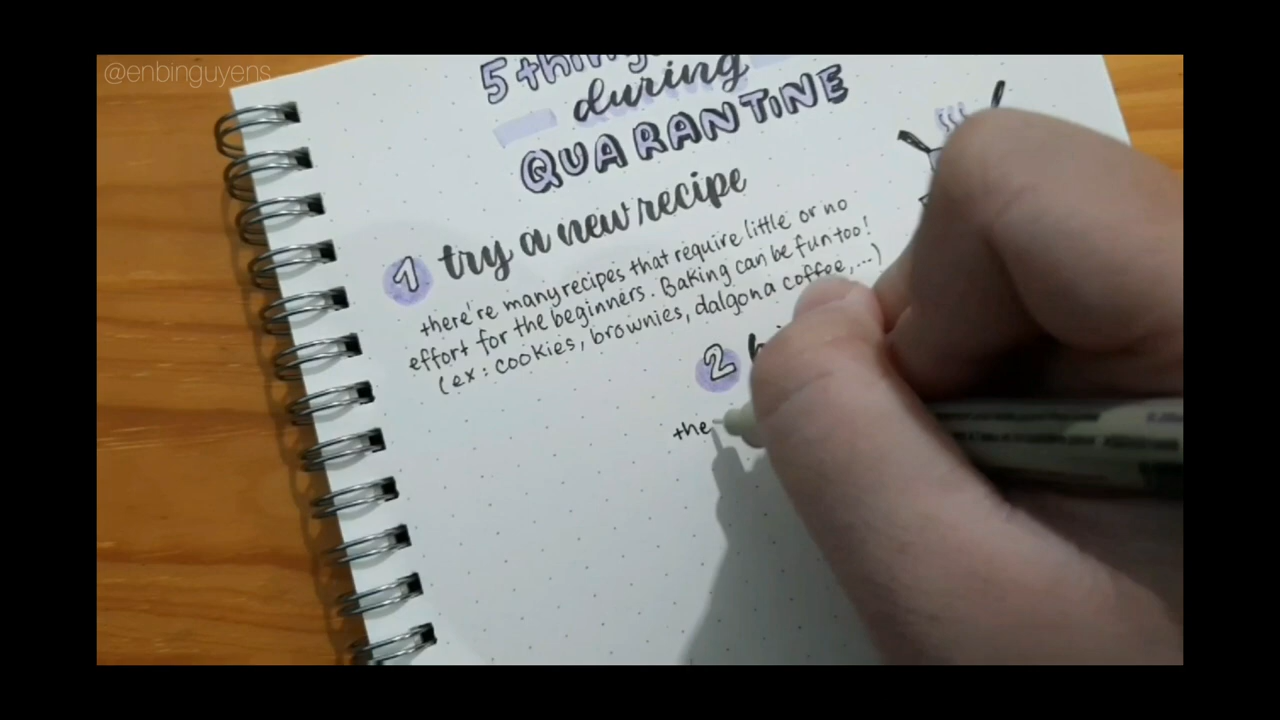 @enbinguyens
5 things
during
QUARANTINE
1 try a new recipe
there're many recipes that require little or no
effort for the beginners. Baking can be fun too!
(ex: cookies, brownies, dalgona coffee,...)
2
the